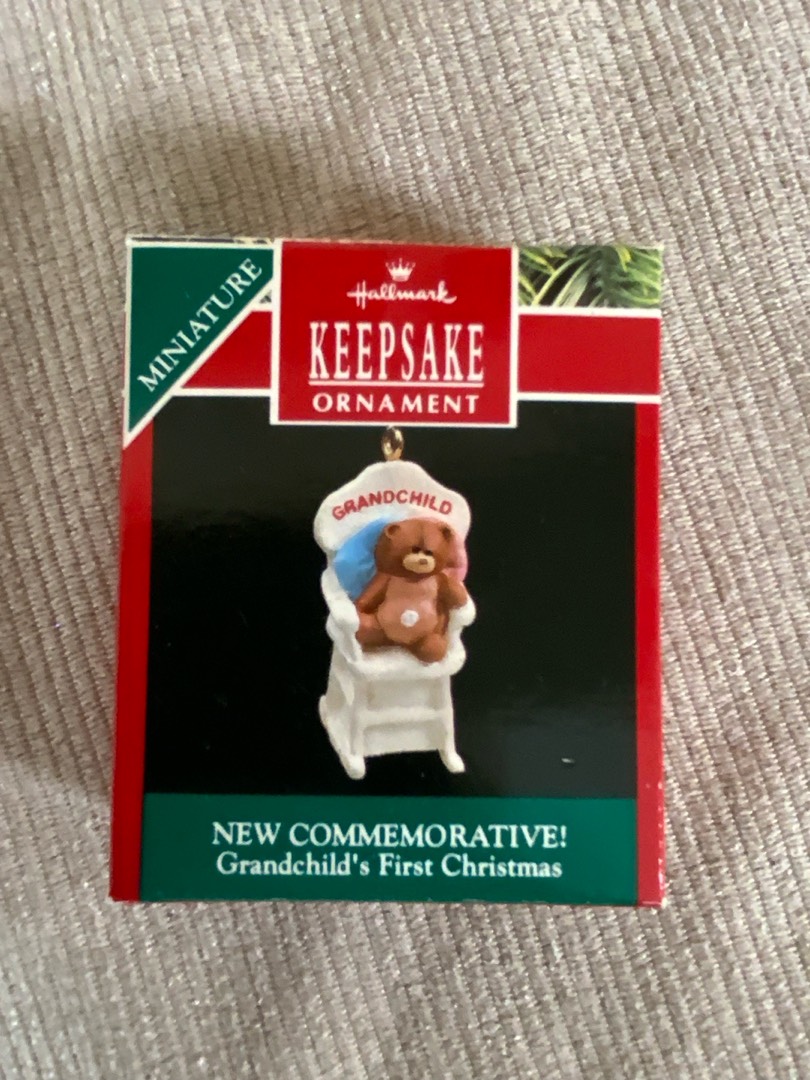 MINIATURE
Hallmark
KEEPSAKE
ORNAMENT
GRANDCHILD
NEW COMMEMORATIVE!
Grandchild's First Christmas